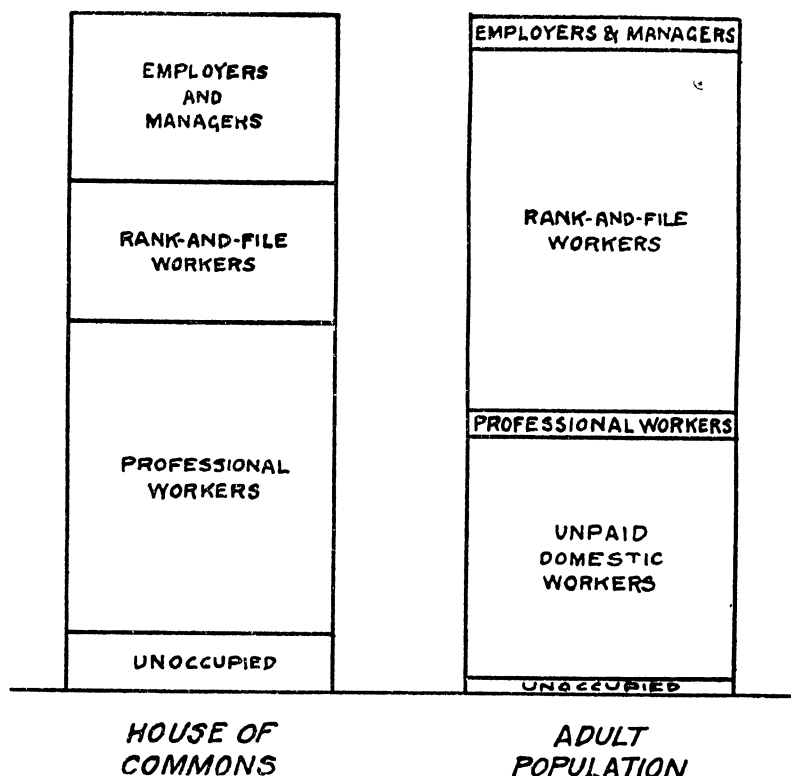 EMPLOYERS
AND
MANAGERS
RANK-AND-FILE
WORKERS
PROFESSIONAL
WORKERS
UNOCCUPIED
HOUSE OF
COMMONS
EMPLOYERS & MANAGERS
RANK-AND-FILE
WORKERS
PROFESSIONAL WORKERS
UNPAID
DOMESTIC
WORKERS
UNOCCUPIED
ADULT
POPULATION